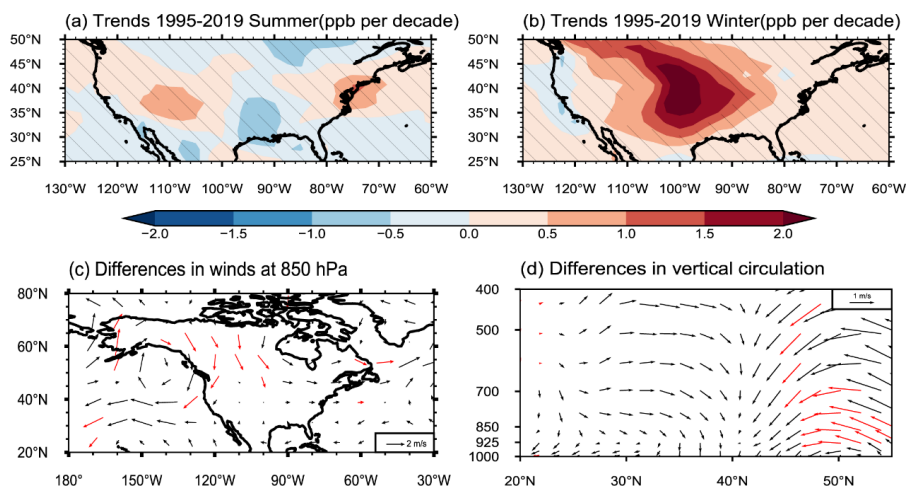 (a) Trends 1995-2019 Summer(ppb per decade)
(b) Trends 1995-2019 Winter(ppb per decade)
50°N
45°N
40°N
35°N
30°N
25°N
130°W 120°W 110°W 100°W 90°W 80°W 70°W 60°W
50°N
45°N
40°N
35°N
30°N
25°N
130°W 120°W 110°W 100°W 90°W 80°W 70°W 60°W
−2.0 −1.5 −1.0 −0.5 0.0 0.5 1.0 1.5 2.0
(c) Differences in winds at 850 hPa
80°N
60°N
40°N
20°N
2 m/s
180° 150°W 120°W 90°W 60°W 30°W
(d) Differences in vertical circulation
400
500
700
850
925
1000
1 m/s
20°N 30°N 40°N 50°N